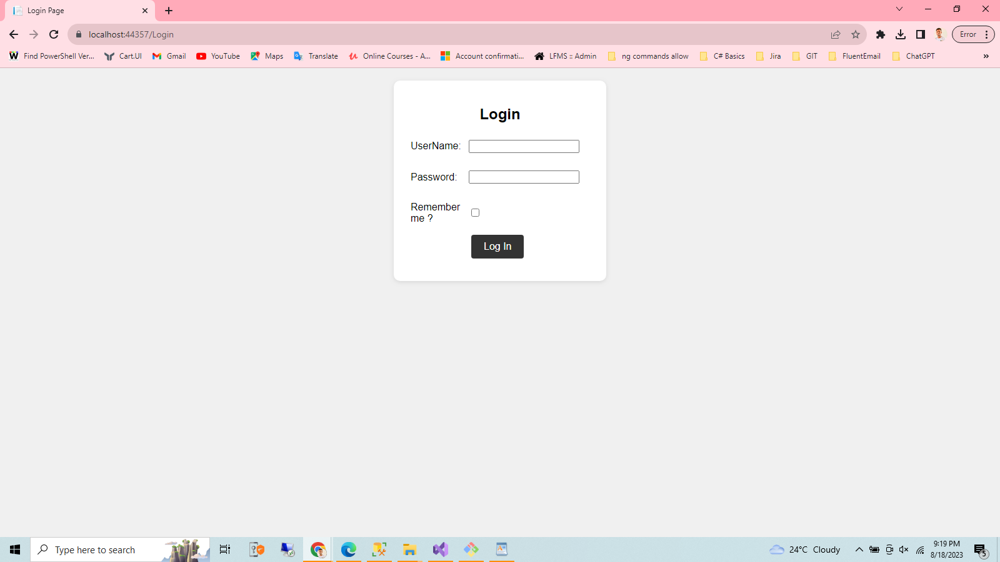 Login Page
localhost:44357/Login
Error
Find PowerShell Ver...
Cart.UI
Gmail
YouTube
Maps
Translate
Online Courses - A...
Account confirmati...
LFMS :: Admin
ng commands allow
C# Basics
Jira
GIT
FluentEmail
ChatGPT
»
Login
UserName:
Password:
Remember
me ?
Log In
Type here to search
24°C Cloudy
9:19 PM
8/18/2023
5